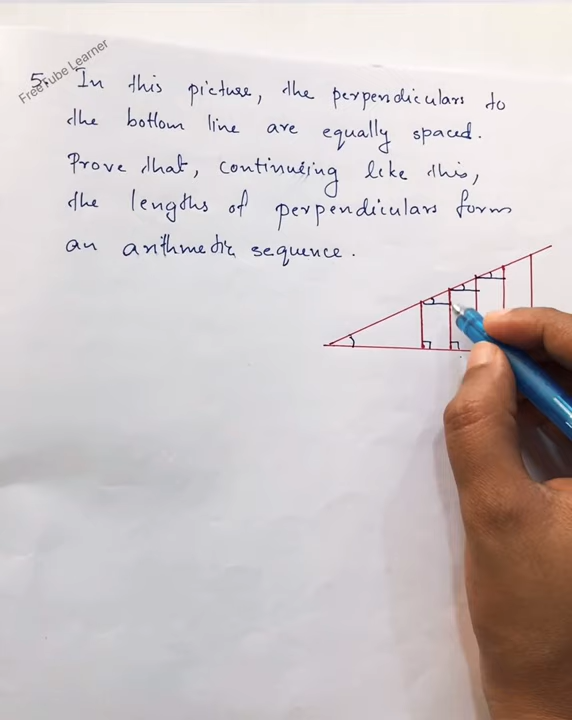 FreeTube Learner
5. In this picture, the perpendiculars to
the bottom line are equally spaced.
Prove that, continuing like this,
the lengths of perpendiculars form
an arithmetic sequence.